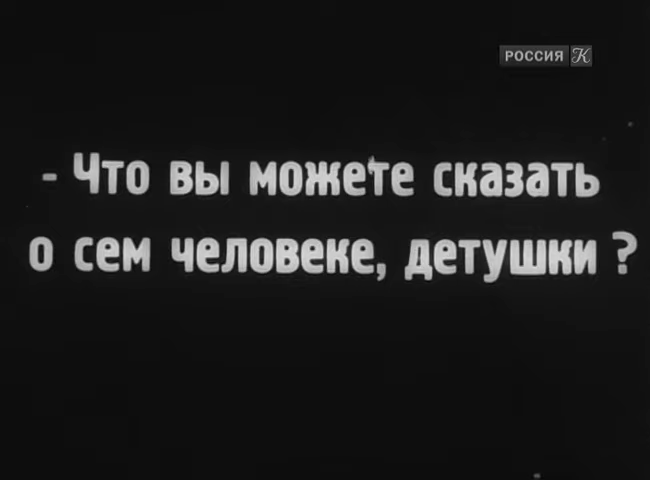 РОССИЯ К
- Что вы можете сказать
о сем человеке, детушки ?